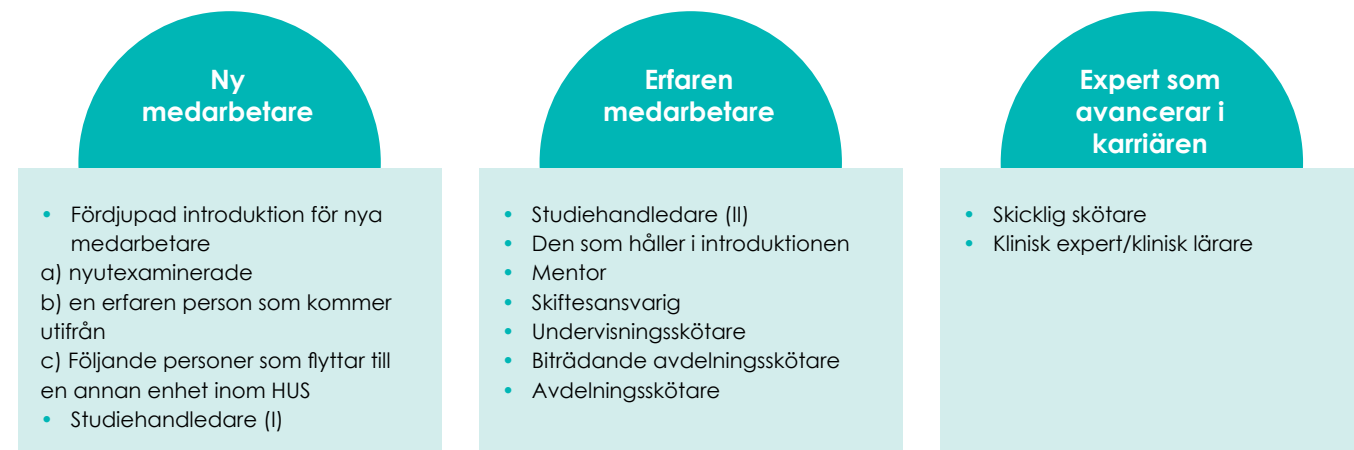 Ny
medarbetare
• Fördjupad introduktion för nya
medarbetare
a) nyutexaminerade
b) en erfaren person som kommer
utifrån
c) Följande personer som flyttar till
en annan enhet inom HUS
• Studiehandledare (I)
Erfaren
medarbetare
• Studiehandledare (II)
• Den som håller i introduktionen
• Mentor
• Skiftesansvarig
• Undervisningsskötare
• Biträdande avdelningsskötare
• Avdelningsskötare
Expert som
avancerar i
karriären
• Skicklig skötare
• Klinisk expert/klinisk lärare